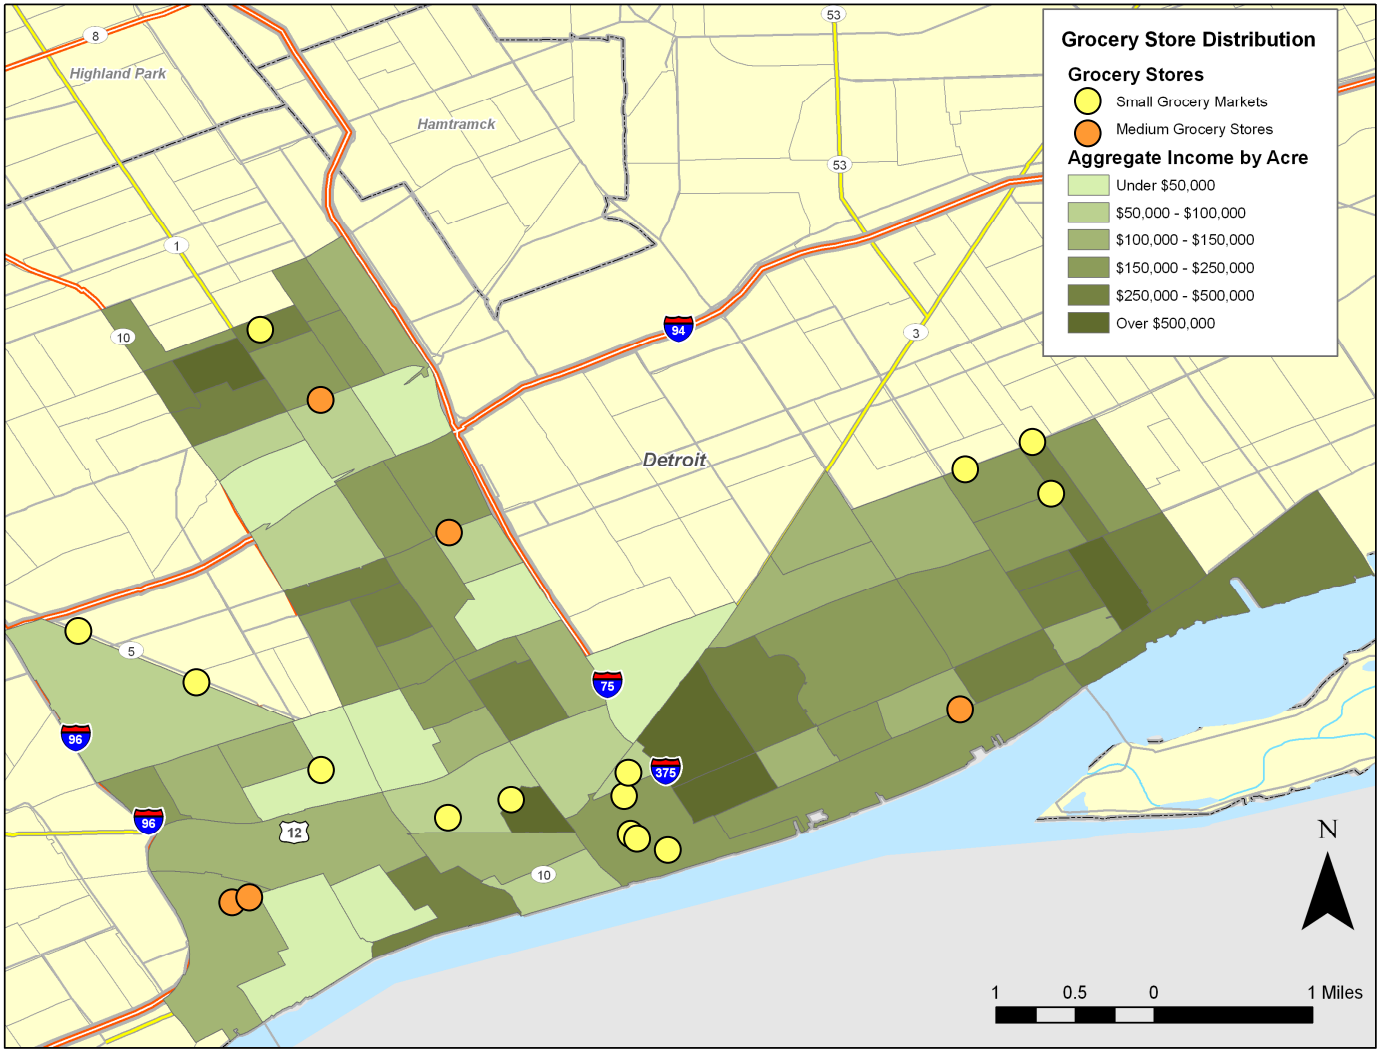 53
8
Highland Park
Hamtramck
53
1
10
94
3
Detroit
5
75
96
375
96
12
10
Grocery Store Distribution
Grocery Stores
Small Grocery Markets
Medium Grocery Stores
Aggregate Income by Acre
Under $50,000
$50,000 - $100,000
$100,000 - $150,000
$150,000 - $250,000
$250,000 - $500,000
Over $500,000
N
1 0.5 0 1 Miles